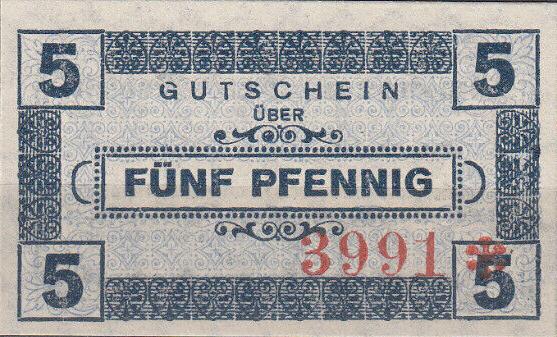 5 5
GUTSCHEIN
ÜBER
FÜNF PFENNIG
3991
5 5